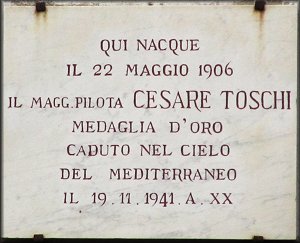 QUI NACQUE
IL 22 MAGGIO 1906
IL MAGG. PILOTA CESARE TOSCHI
MEDAGLIA D'ORO
CADUTO NEL CIELO
DEL MEDITERRANEO
IL 19.11.1941. A. XX